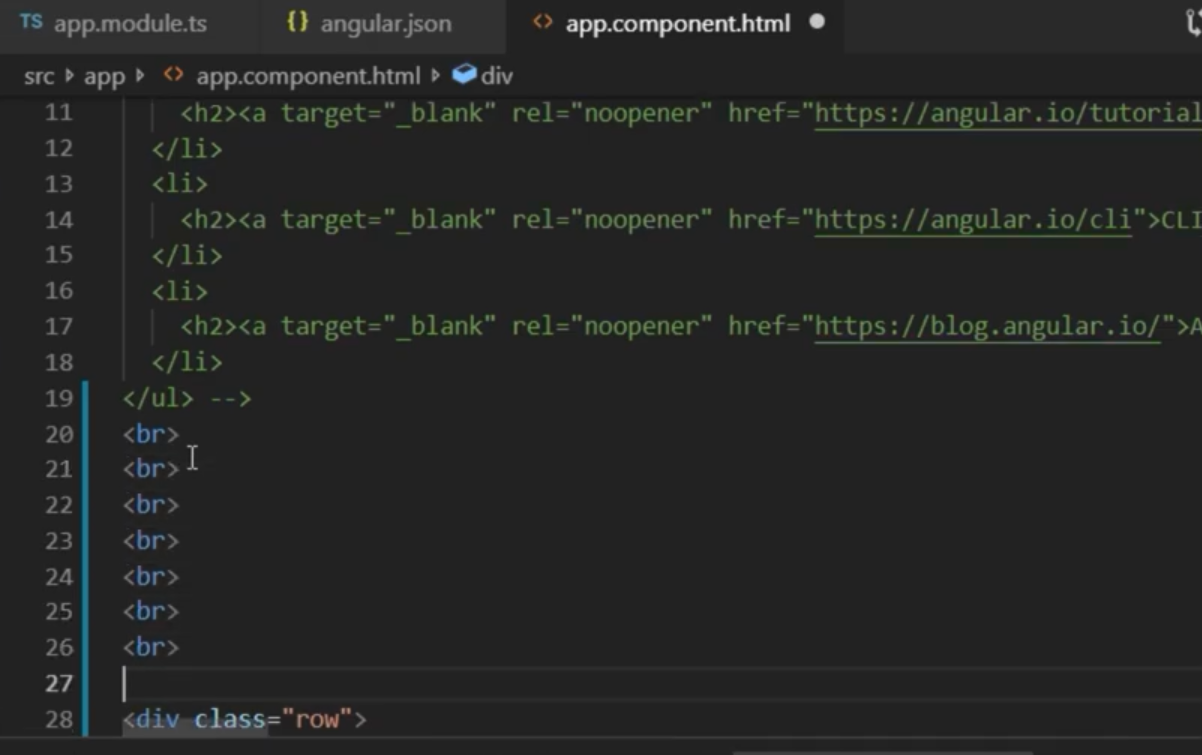 TS app.module.ts {} angular.json <> app.component.html
src app <> app.component.html div
11 <h2><a target="_blank" rel="noopener" href="https://angular.io/tutorial
12 </li>
13 <li>
14 <h2><a target="_blank" rel="noopener" href="https://angular.io/cli">CLI
15 </li>
16 <li>
17 <h2><a target="_blank" rel="noopener" href="https://blog.angular.io/">A
18 </li>
19 </ul> -->
20 <br>
21 <br>
22 <br>
23 <br>
24 <br>
25 <br>
26 <br>
27
28 <div class="row">